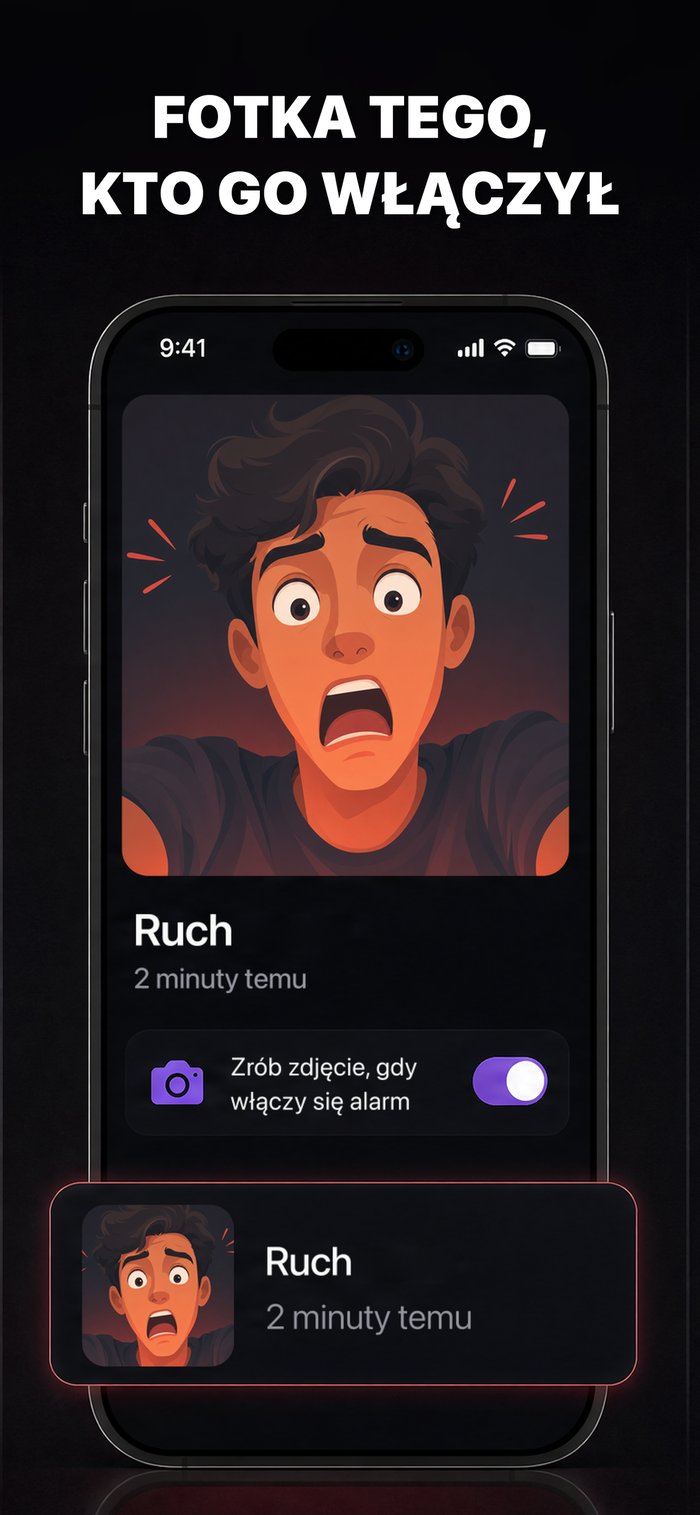 FOTKA TEGO,
KTO GO WŁĄCZYŁ
9:41
Ruch
2 minuty temu
Zrób zdjęcie, gdy
włączy się alarm
Ruch
2 minuty temu